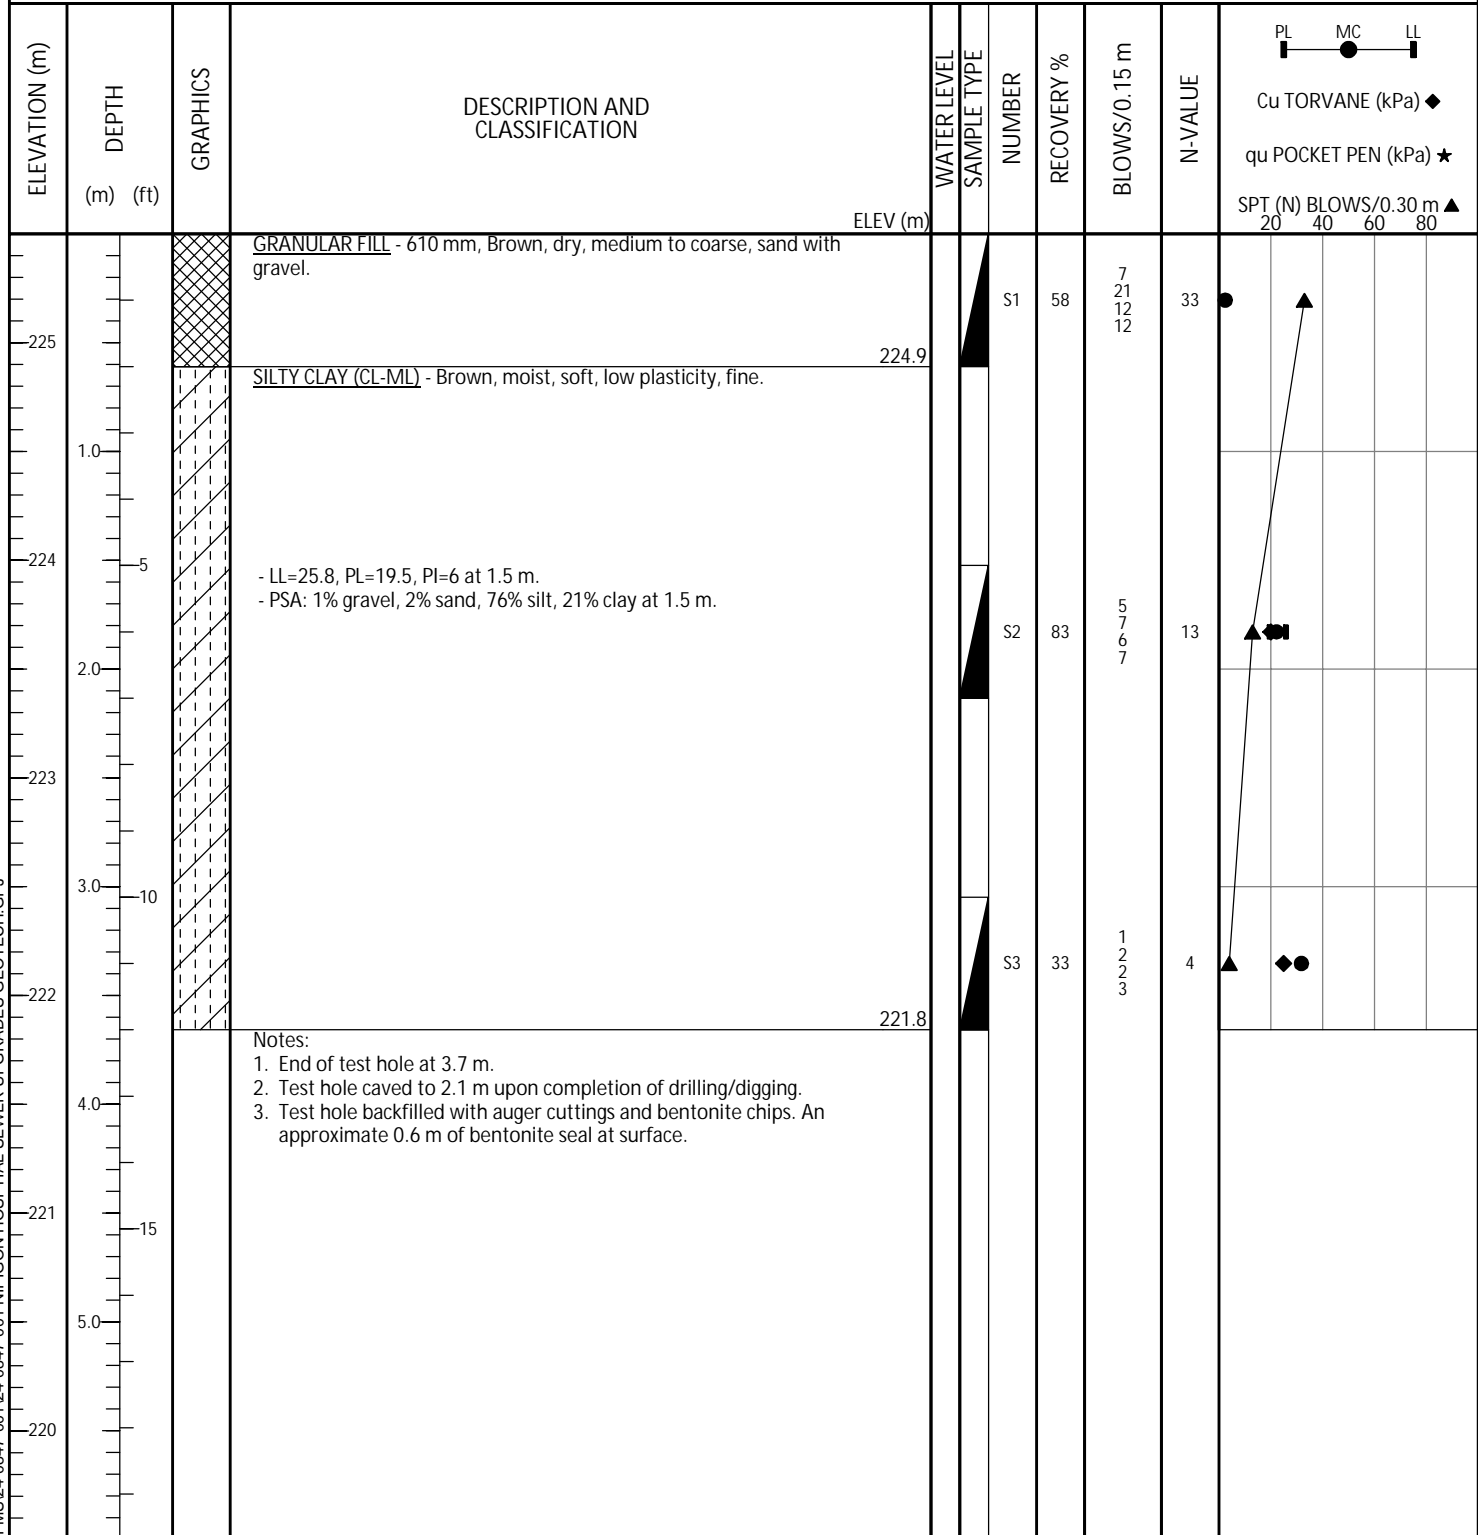 ELEVATION (m)
DEPTH
(m) (ft)
GRAPHICS
DESCRIPTION AND
CLASSIFICATION
ELEV (m)
WATER LEVEL
SAMPLE TYPE
NUMBER
RECOVERY %
BLOWS/0.15 m
N-VALUE
PL MC LL
Cu TORVANE (kPa) ◆
qu POCKET PEN (kPa) ★
SPT (N) BLOWS/0.30 m ▲
20 40 60 80
GRANULAR FILL - 610 mm, Brown, dry, medium to coarse, sand with
gravel.
S1 58
7
21
12
12
33
225
224.9
SILTY CLAY (CL-ML) - Brown, moist, soft, low plasticity, fine.
1.0
224
5
- LL=25.8, PL=19.5, PI=6 at 1.5 m.
- PSA: 1% gravel, 2% sand, 76% silt, 21% clay at 1.5 m.
S2 83
5
7
6
7
13
2.0
223
3.0
10
S3 33
1
2
2
3
4
222
221.8
Notes:
1. End of test hole at 3.7 m.
2. Test hole caved to 2.1 m upon completion of drilling/digging.
3. Test hole backfilled with auger cuttings and bentonite chips. An
approximate 0.6 m of bentonite seal at surface.
4.0
221
15
5.0
220